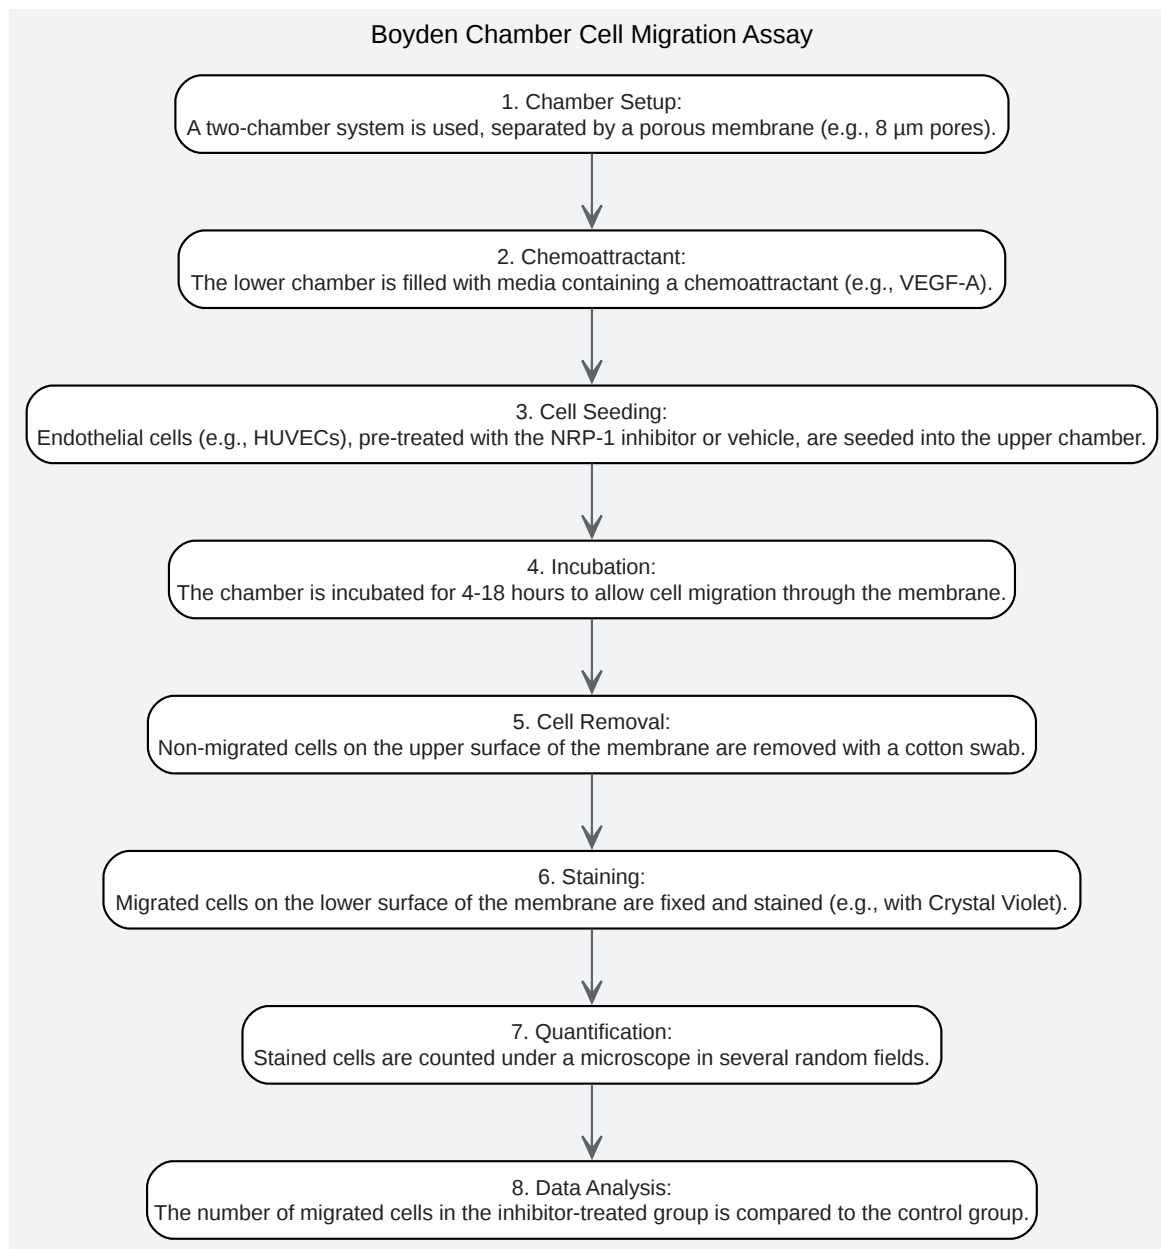 Boyden Chamber Cell Migration Assay
1. Chamber Setup:
A two-chamber system is used, separated by a porous membrane (e.g., 8 µm pores).
2. Chemoattractant:
The lower chamber is filled with media containing a chemoattractant (e.g., VEGF-A).
3. Cell Seeding:
Endothelial cells (e.g., HUVECs), pre-treated with the NRP-1 inhibitor or vehicle, are seeded into the upper chamber.
4. Incubation:
The chamber is incubated for 4-18 hours to allow cell migration through the membrane.
5. Cell Removal:
Non-migrated cells on the upper surface of the membrane are removed with a cotton swab.
6. Staining:
Migrated cells on the lower surface of the membrane are fixed and stained (e.g., with Crystal Violet).
7. Quantification:
Stained cells are counted under a microscope in several random fields.
8. Data Analysis:
The number of migrated cells in the inhibitor-treated group is compared to the control group.